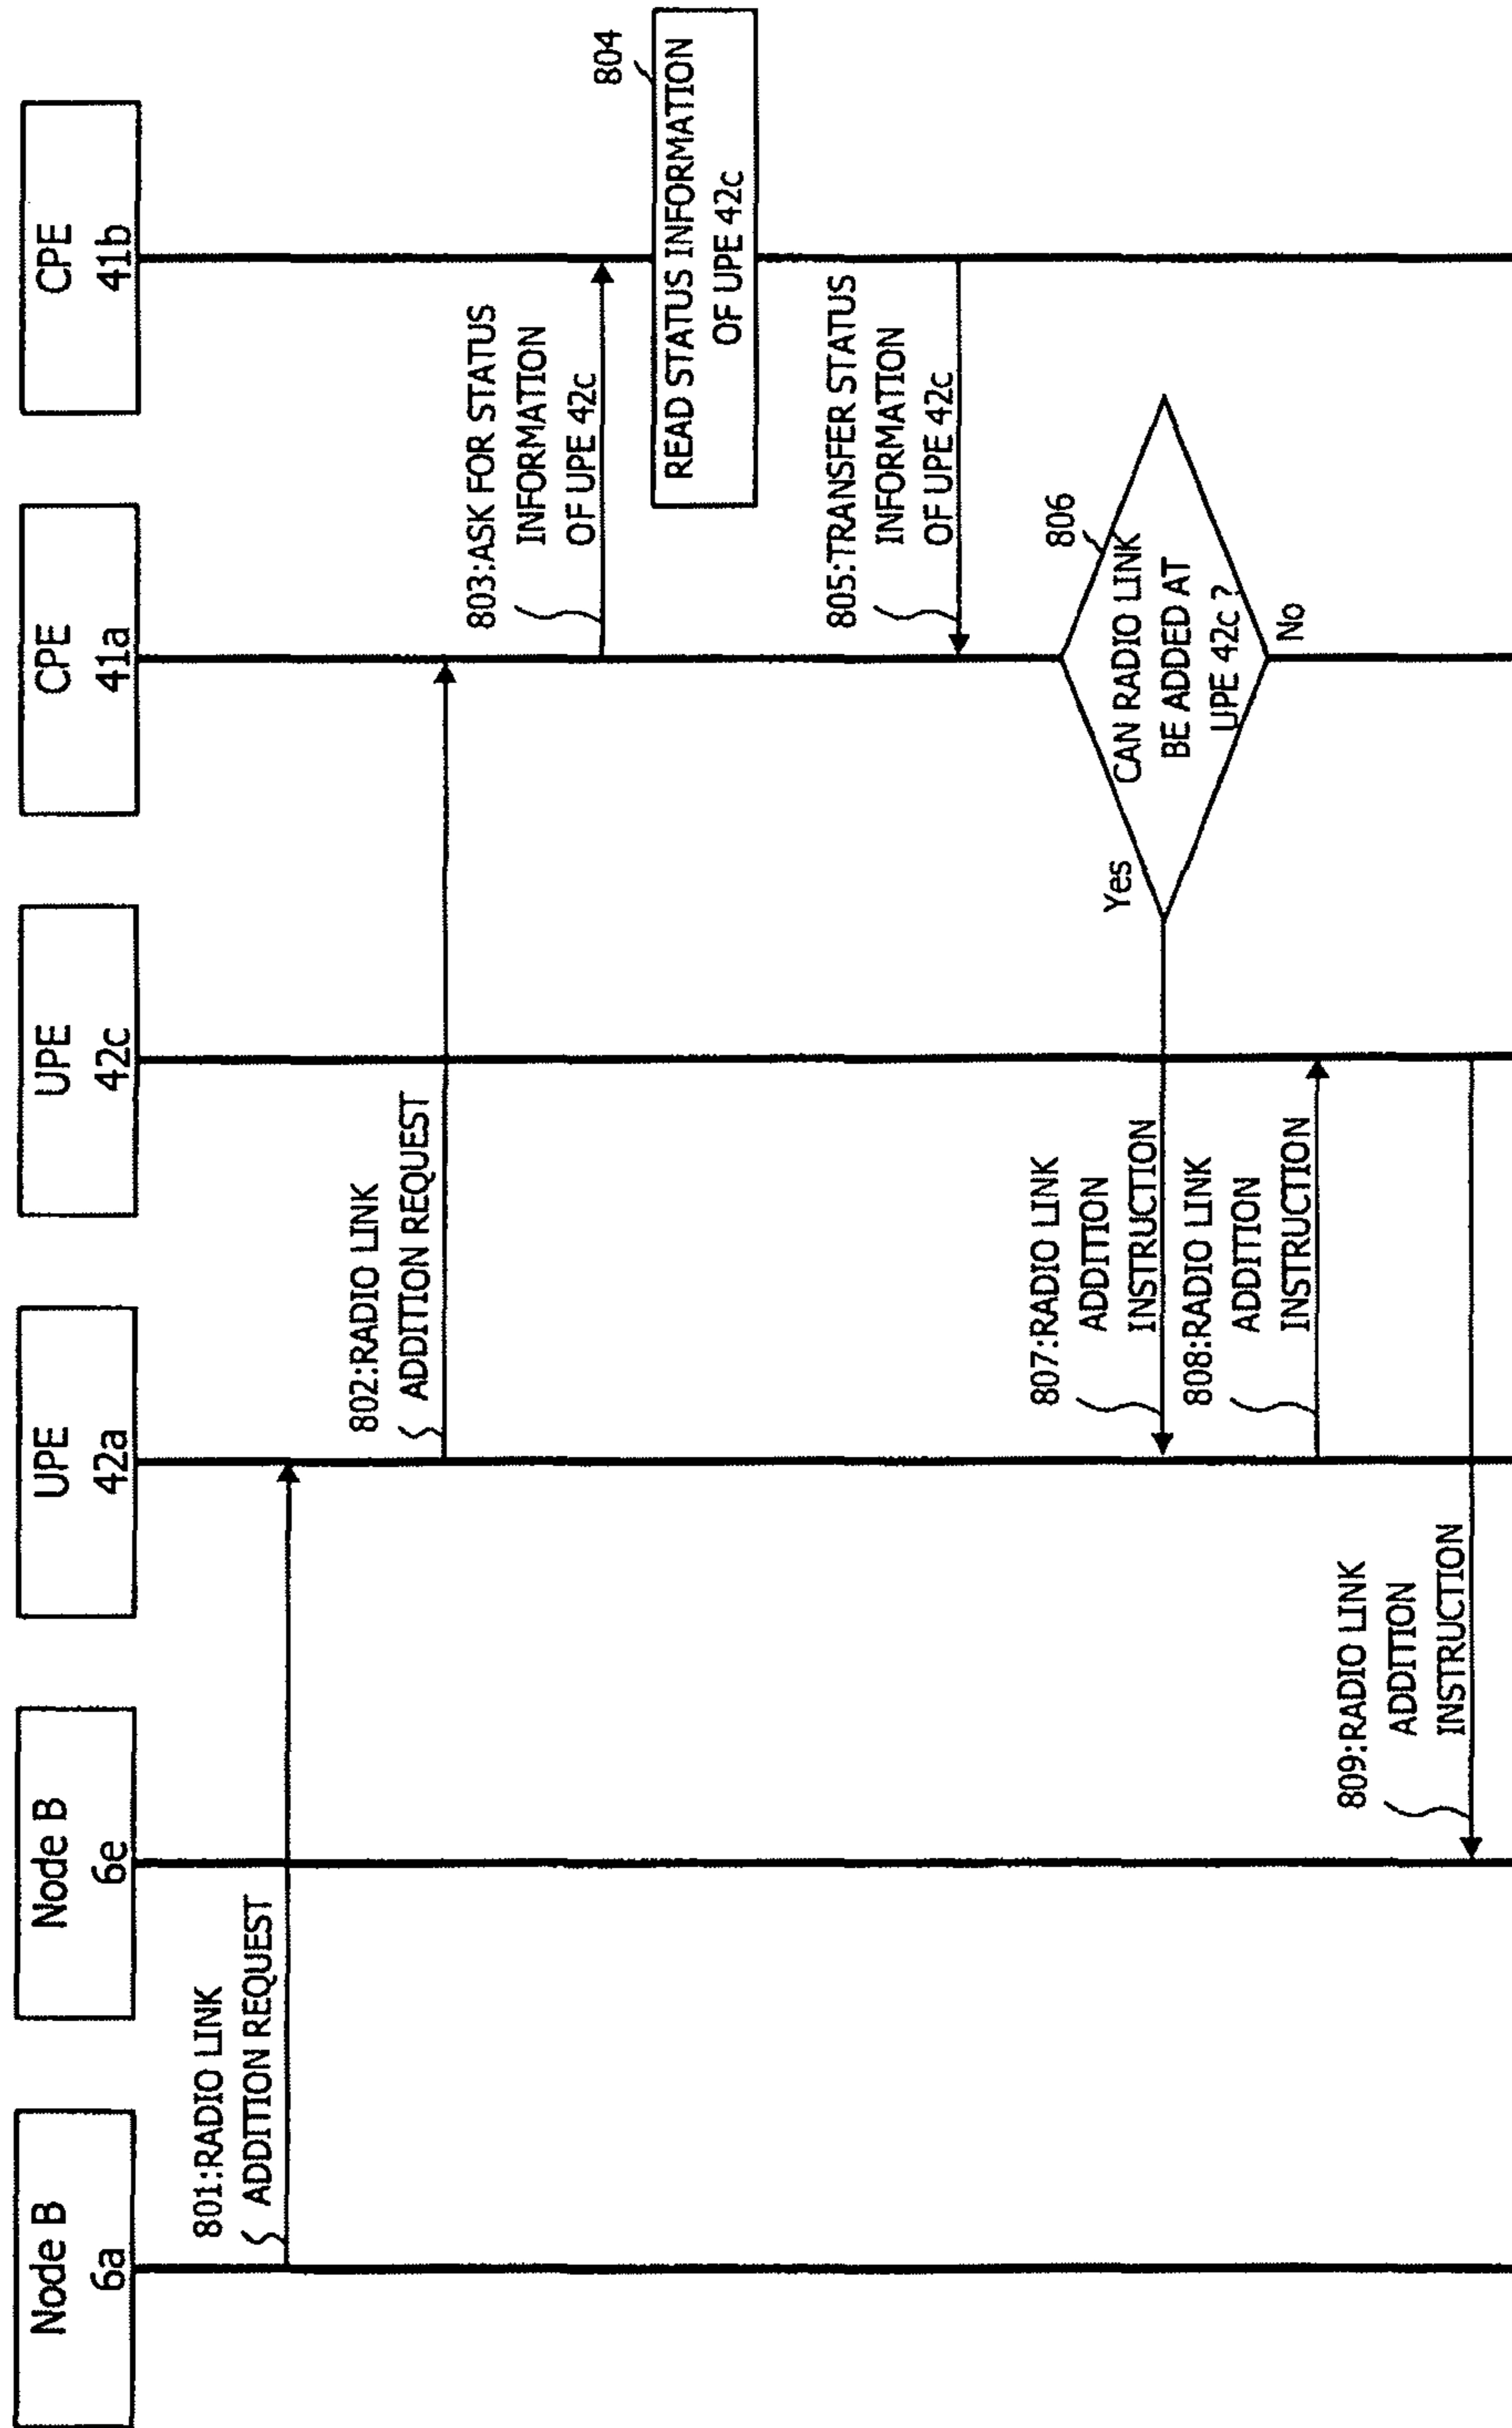 Node B
6a
Node B
6e
UPE
42a
UPE
42c
CPE
41a
CPE
41b
801:RADIO LINK
ADDITION REQUEST
802:RADIO LINK
ADDITION REQUEST
803:ASK FOR STATUS
INFORMATION
OF UPE 42c
804
READ STATUS INFORMATION
OF UPE 42c
805:TRANSFER STATUS
INFORMATION
OF UPE 42c
806
CAN RADIO LINK
BE ADDED AT
UPE 42c ?
Yes
No
807:RADIO LINK
ADDITION
INSTRUCTION
808:RADIO LINK
ADDITION
INSTRUCTION
809:RADIO LINK
ADDITION
INSTRUCTION